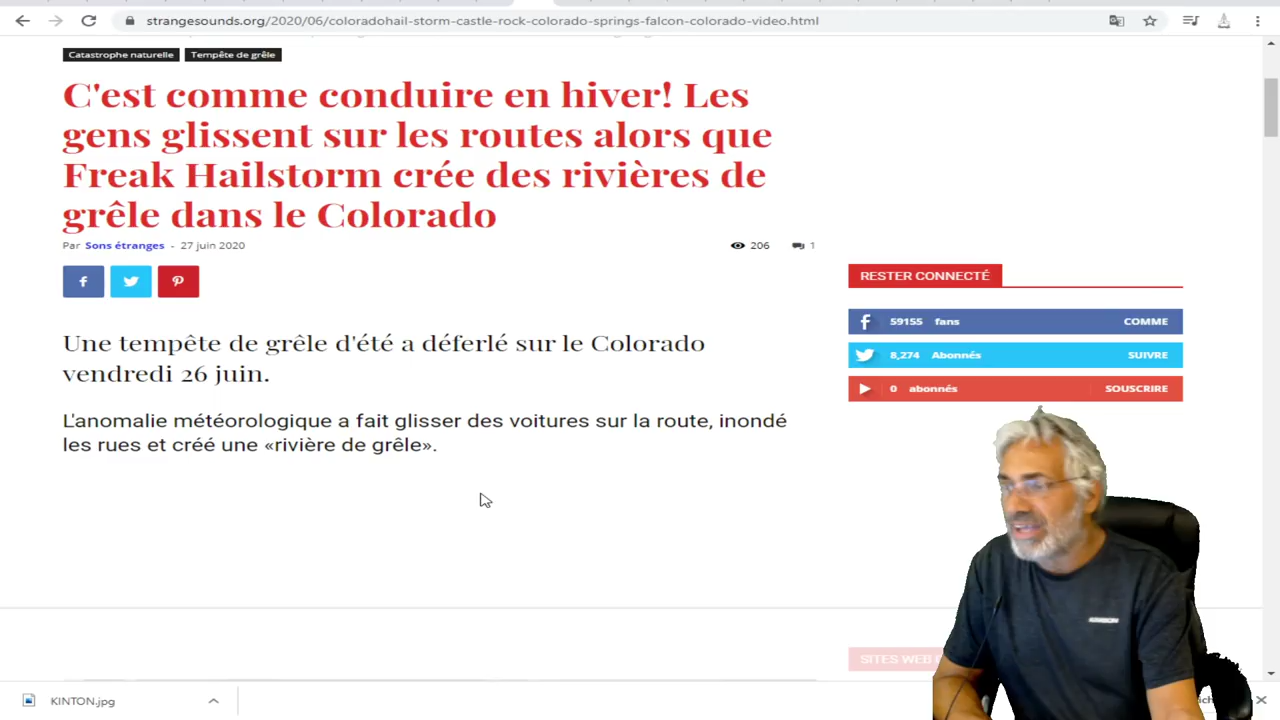 strangesounds.org/2020/06/coloradohail-storm-castle-rock-colorado-springs-falcon-colorado-video.html
Catastrophe naturelle Tempête de grêle
C'est comme conduire en hiver! Les
gens glissent sur les routes alors que
Freak Hailstorm crée des rivières de
grêle dans le Colorado
Par Sons étranges - 27 juin 2020 206 1
RESTER CONNECTÉ
59155 fans COMME
8,274 Abonnés SUIVRE
0 abonnés SOUSCRIRE
Une tempête de grêle d'été a déferlé sur le Colorado
vendredi 26 juin.
L'anomalie météorologique a fait glisser des voitures sur la route, inondé
les rues et créé une «rivière de grêle».
SITES WEB
KINTON.jpg